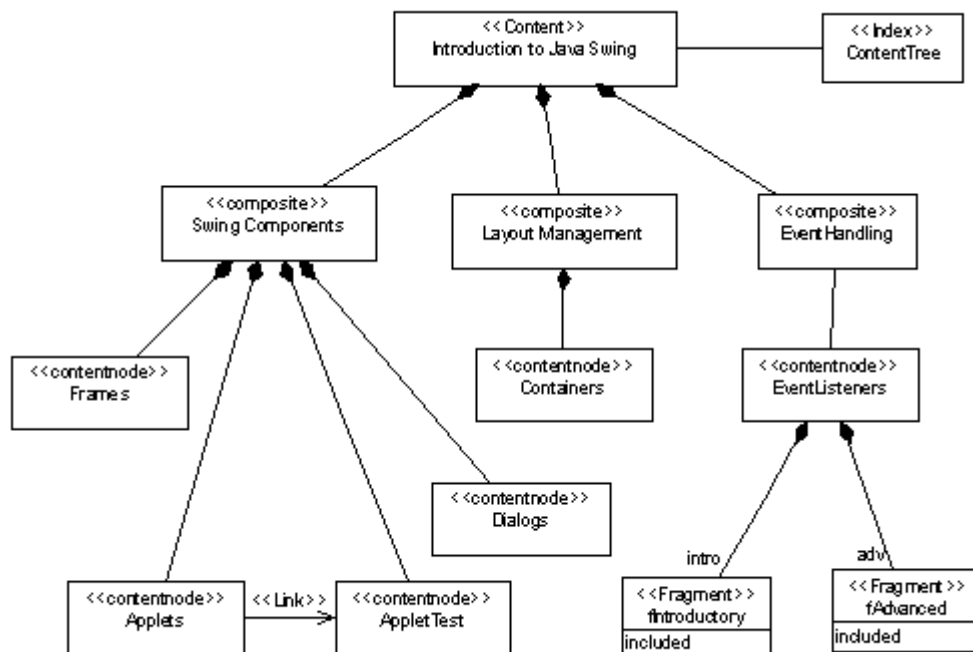 <<Content>>
Introduction to Java Swing
<<Index>>
ContentTree
<<composite>>
Swing Components
<<composite>>
Layout Management
<<composite>>
EventHandling
<<contentnode>>
Frames
<<contentnode>>
Containers
<<contentnode>>
EventListeners
<<contentnode>>
Dialogs
intro
adv
<<contentnode>>
Applets
<<Link>>
<<contentnode>>
AppletTest
<<Fragment>>
fIntroductory
included
<<Fragment>>
fAdvanced
included